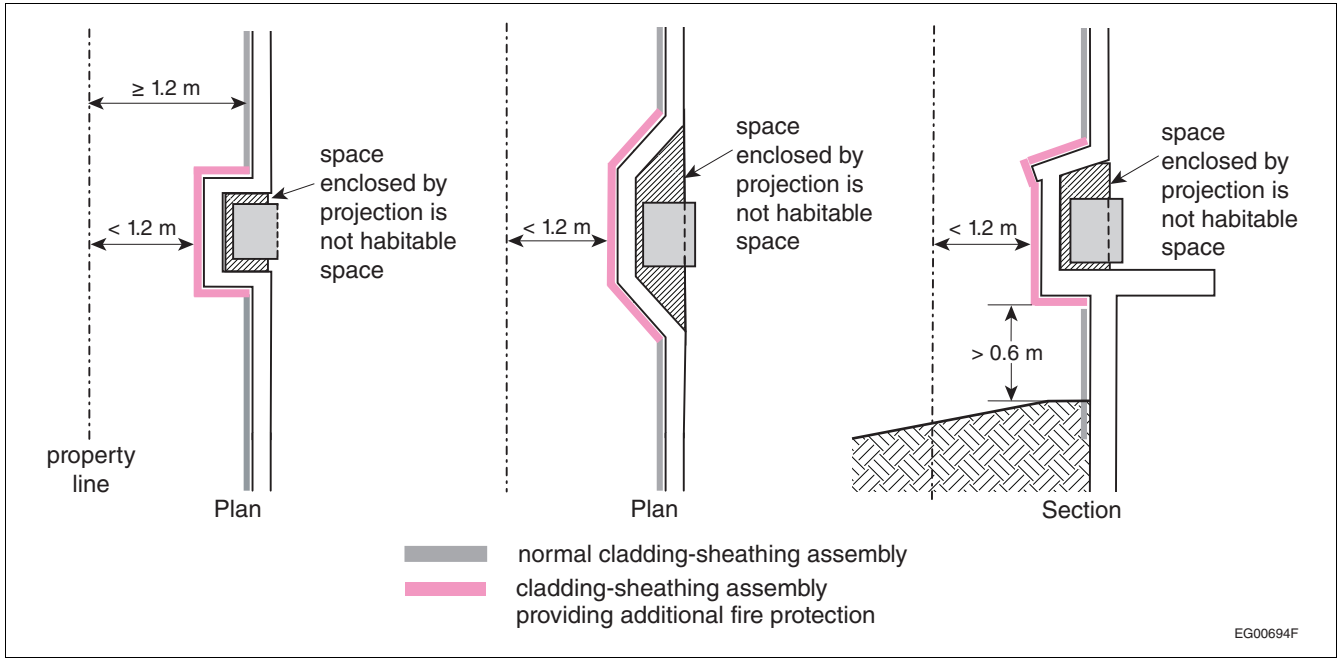 ≥ 1.2 m
space
enclosed by
projection is
not habitable
space
< 1.2 m
property
line
Plan
space
enclosed by
projection is
not habitable
space
< 1.2 m
Plan
space
enclosed by
projection is
not habitable
space
< 1.2 m
> 0.6 m
Section
normal cladding-sheathing assembly
cladding-sheathing assembly
providing additional fire protection
EG00694F